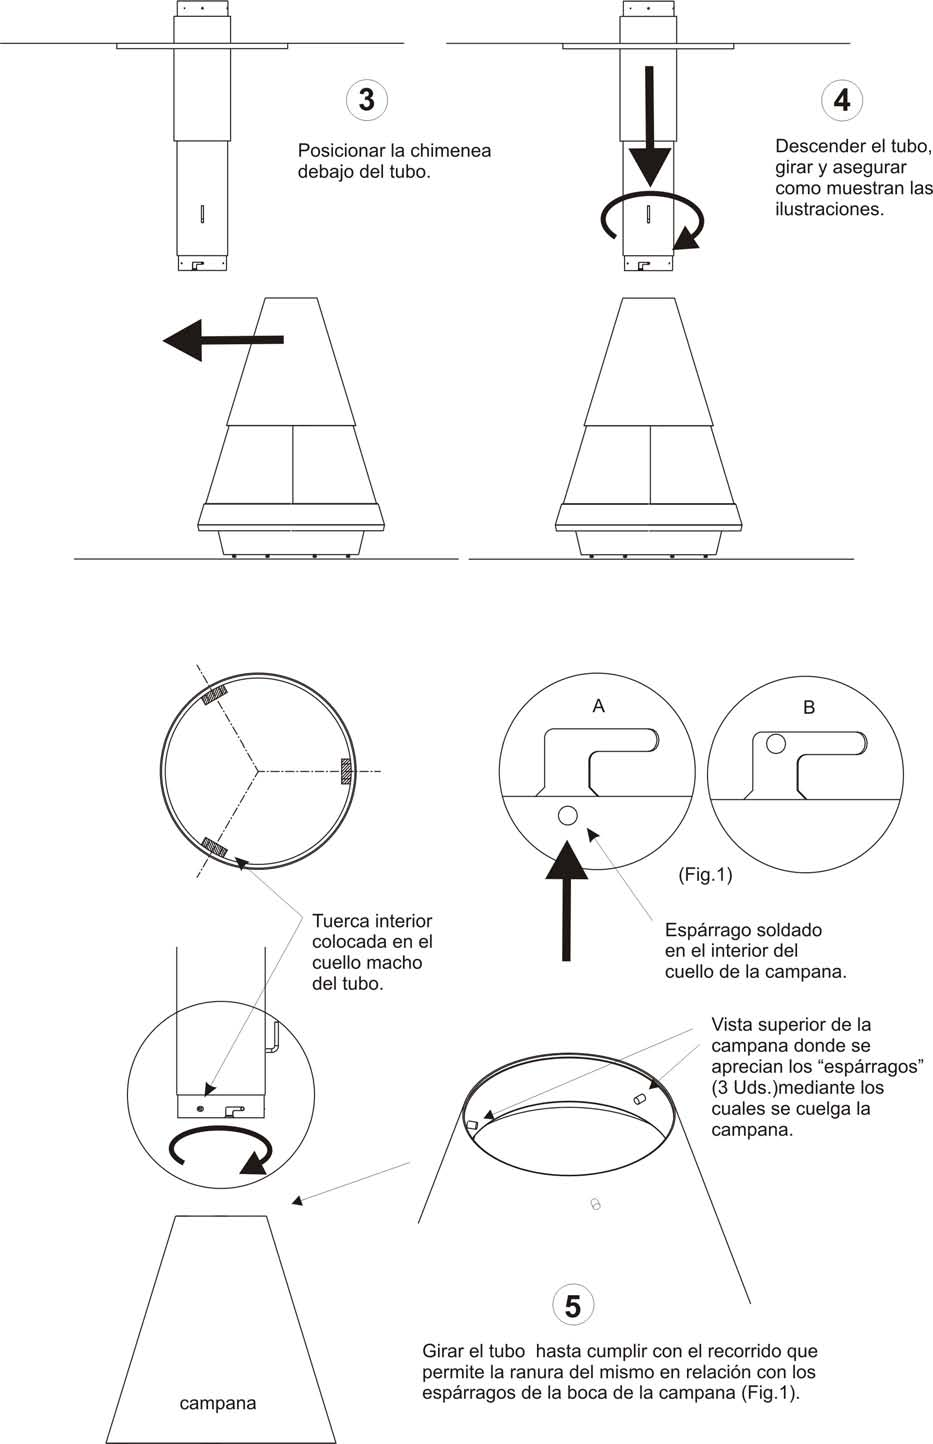 3
Posicionar la chimenea
debajo del tubo.
4
Descender el tubo,
girar y asegurar
como muestran las
ilustraciones.
A
B
(Fig.1)
Tuerca interior
colocada en el
cuello macho
del tubo.
Espárrago soldado
en el interior del
cuello de la campana.
Vista superior de la
campana donde se
aprecian los “espárragos”
(3 Uds.)mediante los
cuales se cuelga la
campana.
campana
5
Girar el tubo  hasta cumplir con el recorrido que
permite la ranura del mismo en relación con los
espárragos de la boca de la campana (Fig.1).